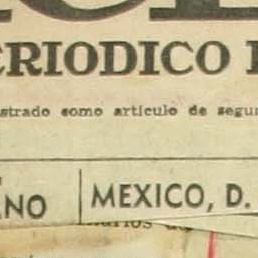 ERIODICO
strado como articulo de segu
NO MEXICO, D.